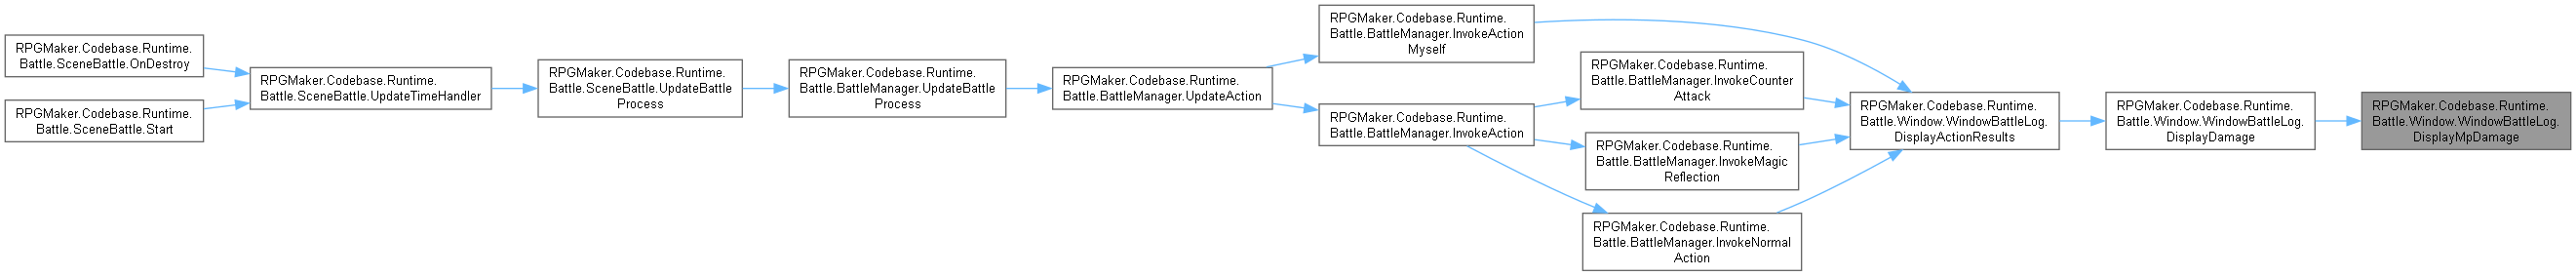 RPGMaker.Codebase.Runtime.
Battle.SceneBattle.OnDestroy
RPGMaker.Codebase.Runtime.
Battle.SceneBattle.Start
RPGMaker.Codebase.Runtime.
Battle.SceneBattle.UpdateTimeHandler
RPGMaker.Codebase.Runtime.
Battle.SceneBattle.UpdateBattle
Process
RPGMaker.Codebase.Runtime.
Battle.BattleManager.UpdateBattle
Process
RPGMaker.Codebase.Runtime.
Battle.BattleManager.UpdateAction
RPGMaker.Codebase.Runtime.
Battle.BattleManager.InvokeAction
Myself
RPGMaker.Codebase.Runtime.
Battle.BattleManager.InvokeAction
RPGMaker.Codebase.Runtime.
Battle.BattleManager.InvokeCounter
Attack
RPGMaker.Codebase.Runtime.
Battle.BattleManager.InvokeMagic
Reflection
RPGMaker.Codebase.Runtime.
Battle.BattleManager.InvokeNormal
Action
RPGMaker.Codebase.Runtime.
Battle.Window.WindowBattleLog.
DisplayActionResults
RPGMaker.Codebase.Runtime.
Battle.Window.WindowBattleLog.
DisplayDamage
RPGMaker.Codebase.Runtime.
Battle.Window.WindowBattleLog.
DisplayMpDamage